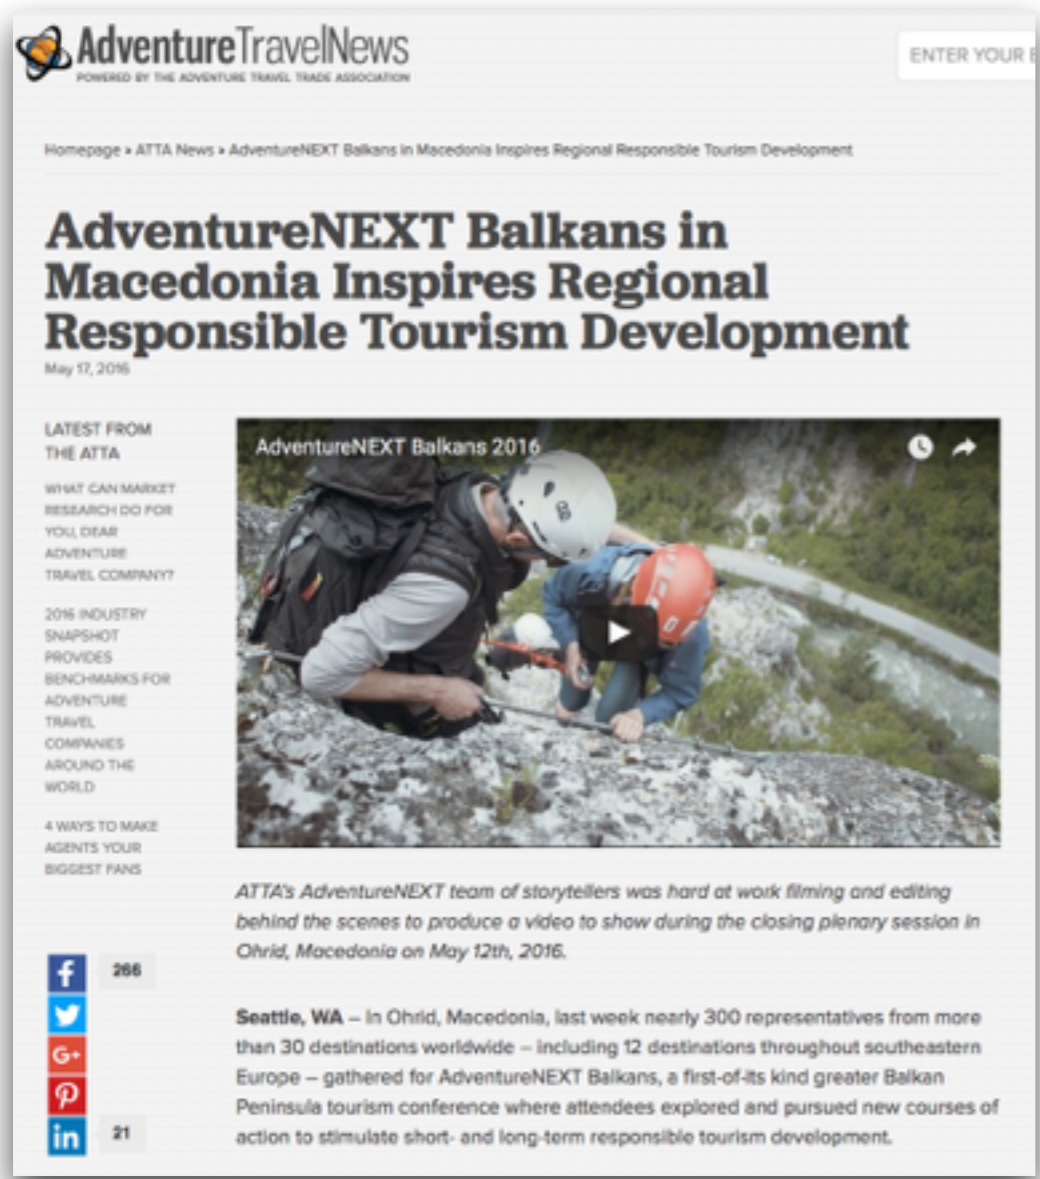 AdventureTravelNews
POWERED BY THE ADVENTURE TRAVEL TRADE ASSOCIATION
ENTER YOUR
Homepage » ATTA News » AdventureNEXT Balkans in Macedonia Inspires Regional Responsible Tourism Development
AdventureNEXT Balkans in
Macedonia Inspires Regional
Responsible Tourism Development
May 17, 2016
LATEST FROM
THE ATTA
WHAT CAN MARKET
RESEARCH DO FOR
YOU, DEAR
ADVENTURE
TRAVEL COMPANY?
2016 INDUSTRY
SNAPSHOT
PROVIDES
BENCHMARKS FOR
ADVENTURE
TRAVEL
COMPANIES
AROUND THE
WORLD
4 WAYS TO MAKE
AGENTS YOUR
BIGGEST FANS
f 266
G+
in 21
AdventureNEXT Balkans 2016
ATTA's AdventureNEXT team of storytellers was hard at work filming and editing
behind the scenes to produce a video to show during the closing plenary session in
Ohrid, Macedonia on May 12th, 2016.
Seattle, WA – In Ohrid, Macedonia, last week nearly 300 representatives from more
than 30 destinations worldwide – including 12 destinations throughout southeastern
Europe – gathered for AdventureNEXT Balkans, a first-of-its kind greater Balkan
Peninsula tourism conference where attendees explored and pursued new courses of
action to stimulate short- and long-term responsible tourism development.